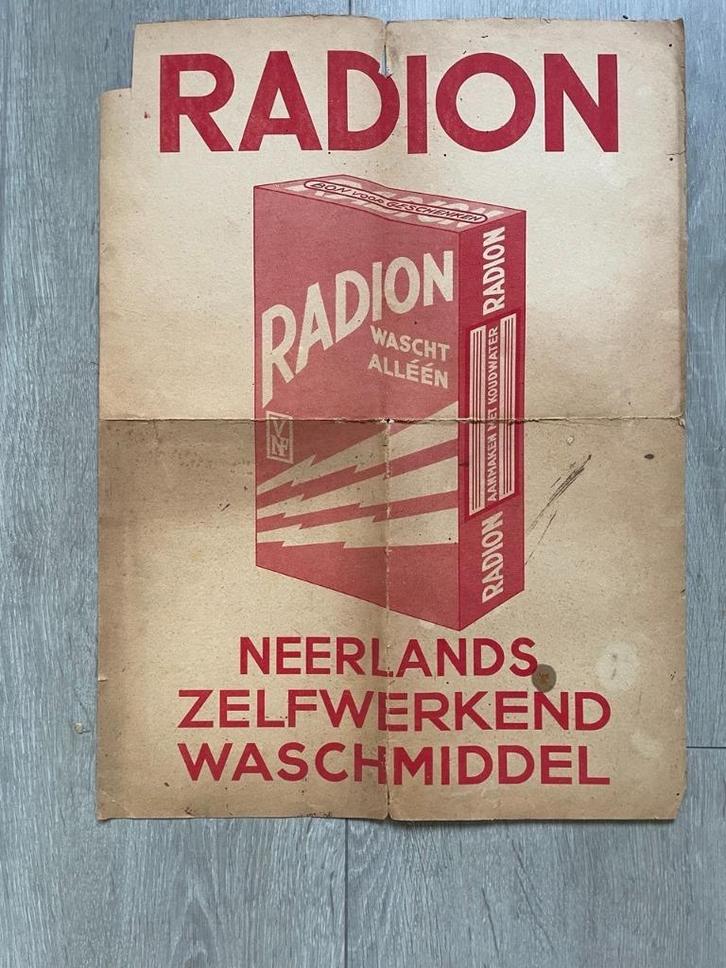 RADION
BON VOOR GESCHENKEN
RADION
WASCHT
ALLÉÉN
RADION
AANMAKEN MET KOUDWATER
RADION
NEERLANDS
ZELFWERKEND
WASCHMIDDEL